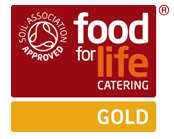 SOIL ASSOCIATION
APPROVED
food
for life
CATERING
®
GOLD